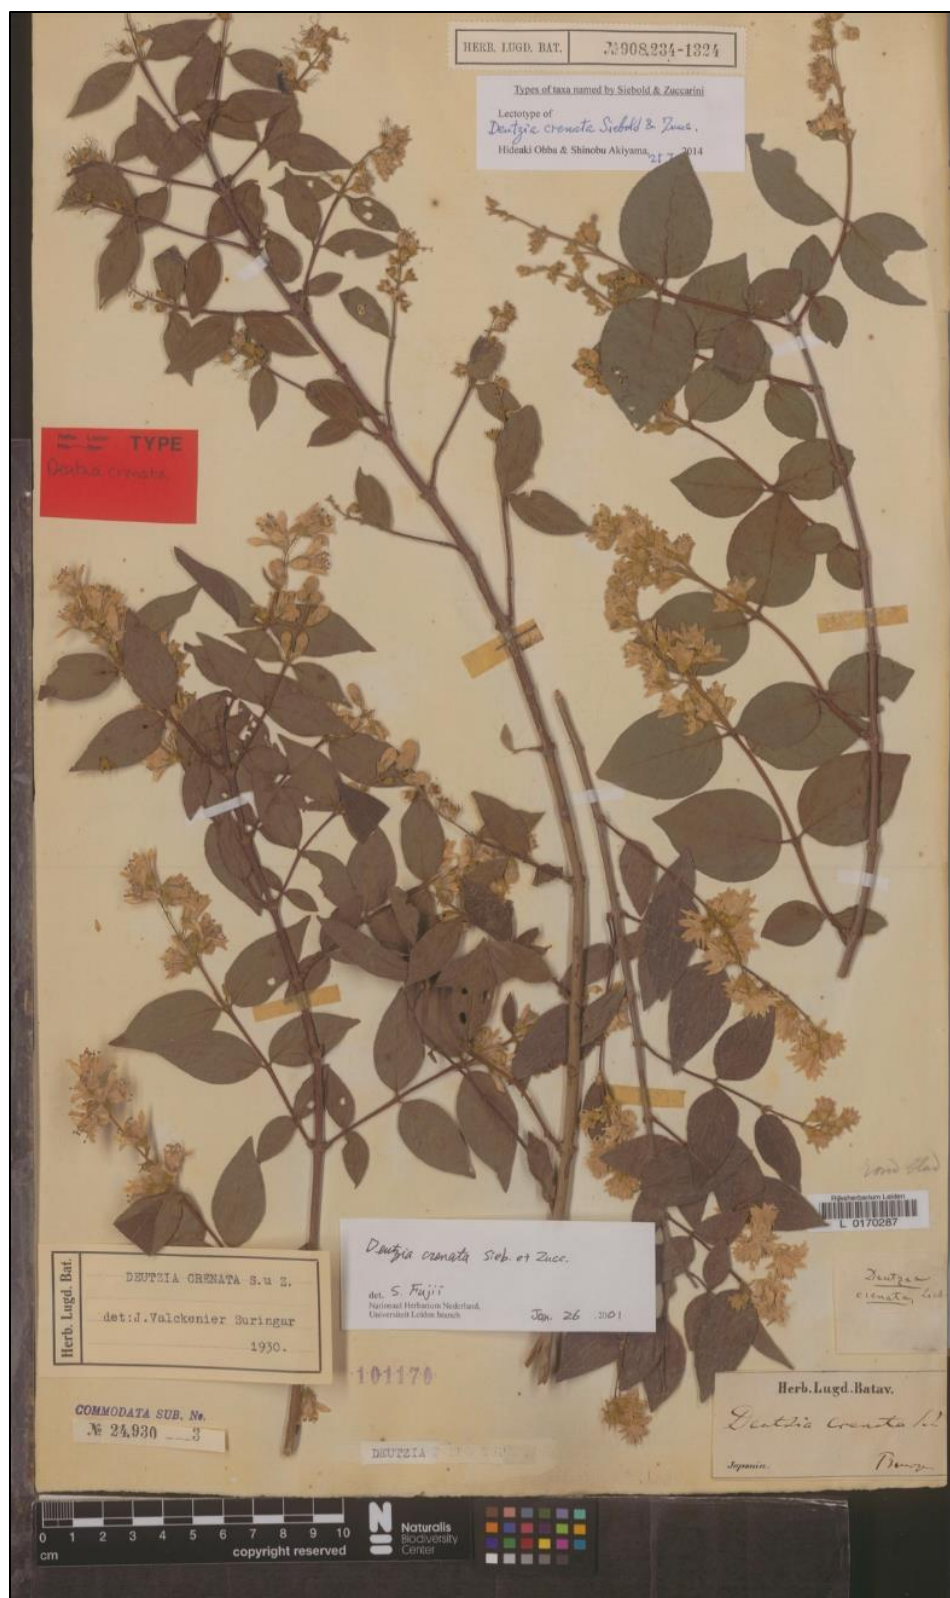 HERB. LUGD. BAT. № 908,234-1324
Types of taxa named by Siebold & Zuccarini
Lectotype of
Deutzia crenata Siebold & Zucc.
Hideaki Ohba & Shinobu Akiyama, 2014
TYPE
Deutzia crenata
Rijksherbarium Leiden
L 0170287
Deutzia
crenata
Deutzia crenata Sieb. et Zucc.
det. S. Fujii
Nationaal Herbarium Nederland,
Universiteit Leiden branch
Jan. 26 2001
Herb. Lugd. Bat.
DEUTZIA CRENATA S.u Z.
det:J.Valckenier Suringar
1930.
101170
COMMODATA SUB. No.
№ 24,930 3
DEUTZIA
Herb. Lugd. Batav.
Deutzia crenata
Japonia.
0 1 2 3 4 5 6 7 8 9 10
cm
copyright reserved
Naturalis
Biodiversity
Center